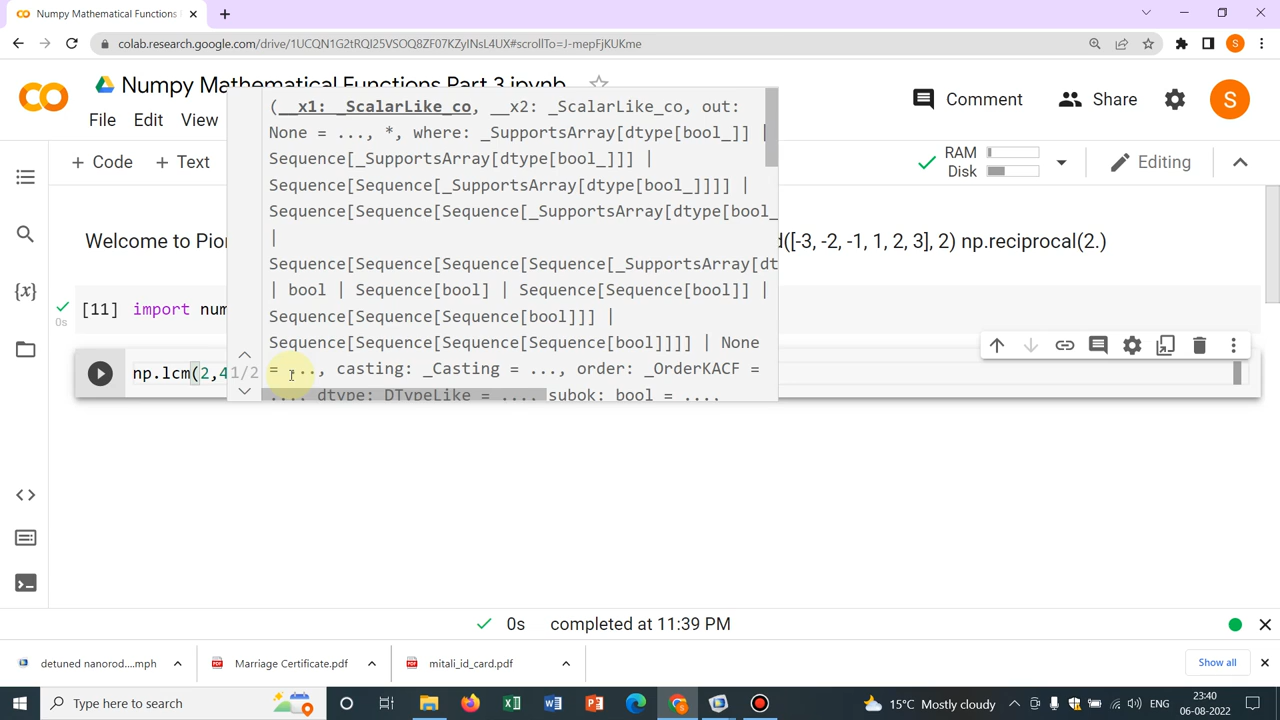 Numpy Mathematical Functions
colab.research.google.com/drive/1UCQN1G2tRQI25VSOQ8ZF07KZyINsL4UX#scrollTo=J-mepFjKUKme
S
Numpy Mathematical Functions Part 3.ipynb
File Edit View
Comment Share S
+ Code + Text
RAM
Disk
Editing
(__x1: _ScalarLike_co, __x2: _ScalarLike_co, out:
None = ..., *, where: _SupportsArray[dtype[bool_]] |
Sequence[_SupportsArray[dtype[bool_]]] |
Sequence[Sequence[_SupportsArray[dtype[bool_]]]] |
Sequence[Sequence[Sequence[_SupportsArray[dtype[bool_
|
Sequence[Sequence[Sequence[Sequence[_SupportsArray[dt
| bool | Sequence[bool] | Sequence[Sequence[bool]] |
Sequence[Sequence[Sequence[bool]]] |
Sequence[Sequence[Sequence[Sequence[bool]]]] | None
= ..., casting: _Casting = ..., order: _OrderKACF =
..., dtype: DTypeLike = ..., subok: bool = ...,
1/2
Welcome to Pion d([-3, -2, -1, 1, 2, 3], 2) np.reciprocal(2.)
{x}
[11] import num
0s
np.lcm(2,4
0s completed at 11:39 PM
detuned nanorod....mph
Marriage Certificate.pdf
mitali_id_card.pdf
Show all
Type here to search
15°C Mostly cloudy
ENG
23:40
06-08-2022